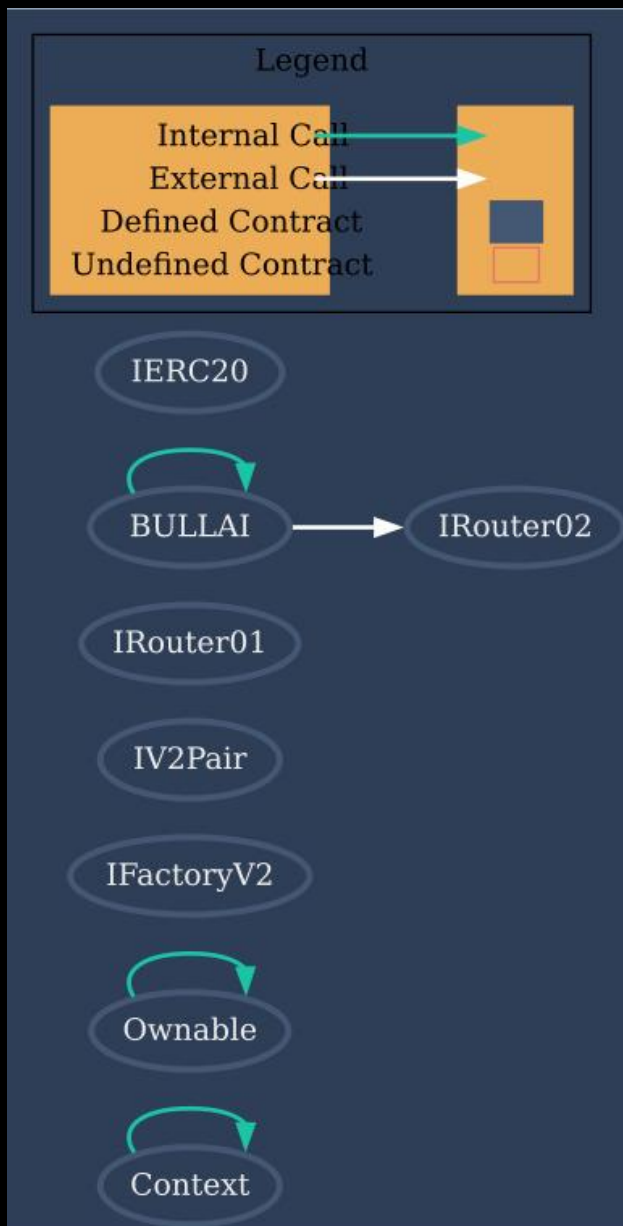 Legend
Internal Call
External Call
Defined Contract
Undefined Contract
IERC20
BULLAI
IRouter02
IRouter01
IV2Pair
IFactoryV2
Ownable
Context